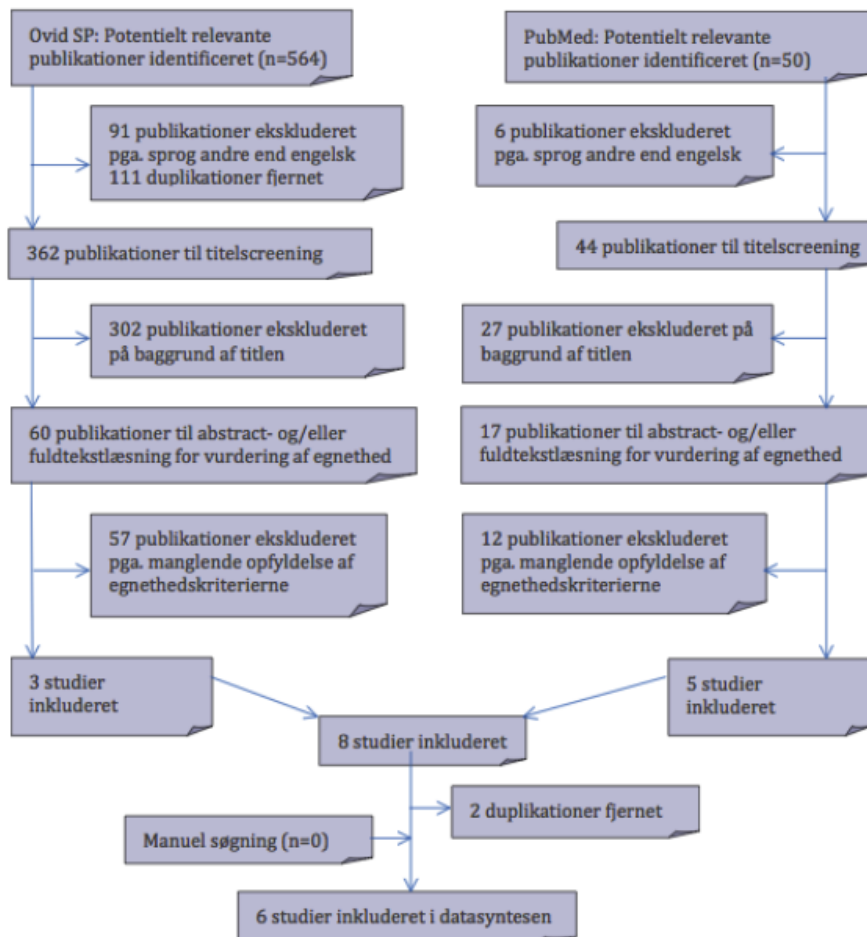 Ovid SP: Potentielt relevante
publikationer identificeret (n=564)
PubMed: Potentielt relevante
publikationer identificeret (n=50)
91 publikationer ekskluderet
pga. sprog andre end engelsk
111 duplikationer fjernet
6 publikationer ekskluderet
pga. sprog andre end engelsk
362 publikationer til titelscreening
44 publikationer til titelscreening
302 publikationer ekskluderet
på baggrund af titlen
27 publikationer ekskluderet på
baggrund af titlen
60 publikationer til abstract- og/eller
fuldtekstlæsning for vurdering af egnethed
17 publikationer til abstract- og/eller
fuldtekstlæsning for vurdering af egnethed
57 publikationer ekskluderet
pga. manglende opfyldelse af
egnethedskriterierne
12 publikationer ekskluderet
pga. manglende opfyldelse af
egnethedskriterierne
3 studier
inkluderet
5 studier
inkluderet
8 studier inkluderet
2 duplikationer fjernet
Manuel søgning (n=0)
6 studier inkluderet i datasyntesen